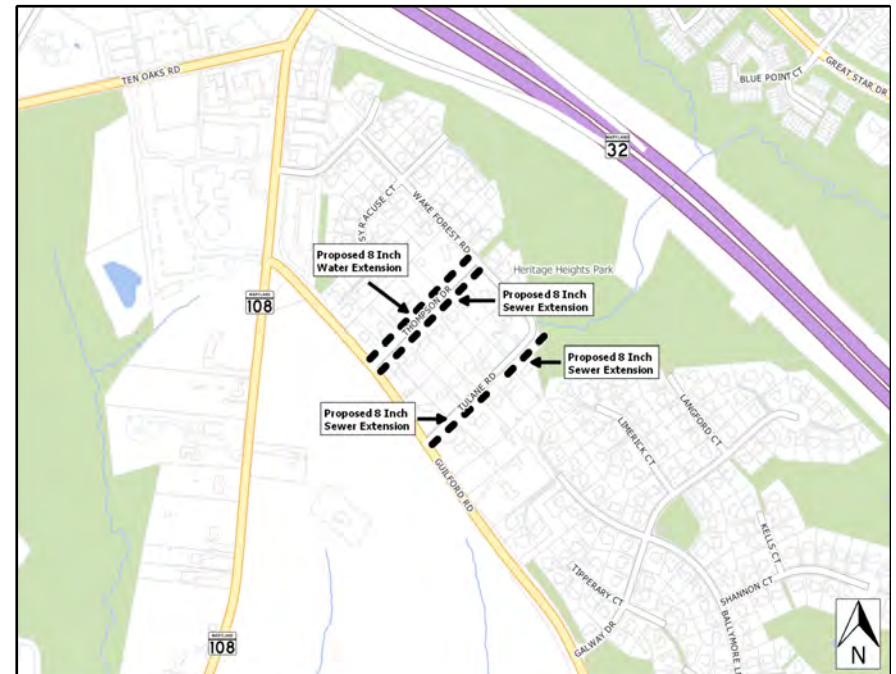 TEN OAKS RD
BLUE POINT CT
GREAT STAR DR
MARYLAND
32
SYRACUSE CT
WAKE FOREST RD
Proposed 8 Inch
Water Extension
Heritage Heights Park
MARYLAND
108
THOMPSON DR
Proposed 8 Inch
Sewer Extension
Proposed 8 Inch
Sewer Extension
TULANE RD
Proposed 8 Inch
Sewer Extension
LANGFORD CT
LIMERICK CT
GUILFORD RD
KELLS CT
TIPPERARY CT
SHANNON CT
GALWAY DR
BALLYMORE L
MARYLAND
108
N